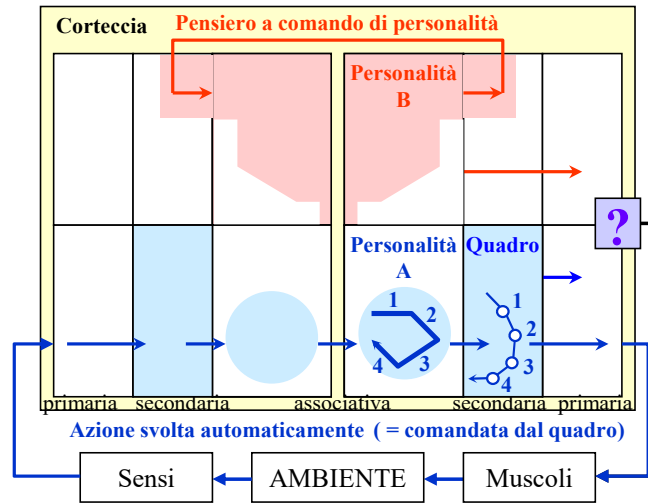 Corteccia
Pensiero a comando di personalità
Personalità
B
?
Personalità
A
Quadro
1
2
3
4
1
2
3
4
primaria
secondaria
associativa
secondaria
primaria
Azione svolta automaticamente ( = comandata dal quadro)
Sensi
AMBIENTE
Muscoli